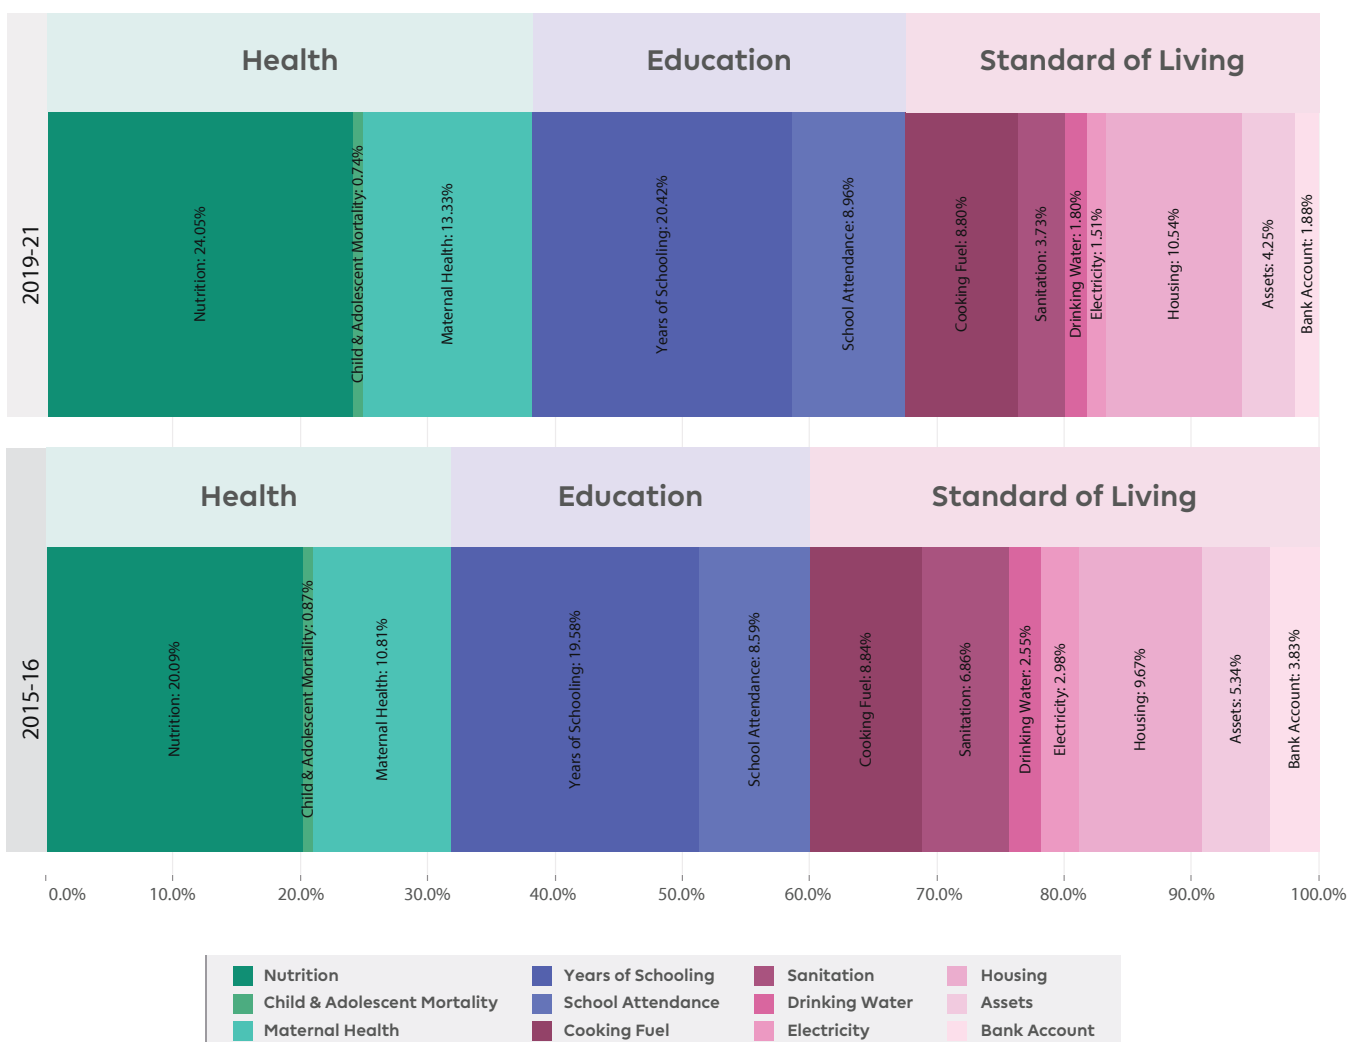 Health
Education
Standard of Living
2019-21
Nutrition: 24.05%
Child & Adolescent Mortality: 0.74%
Maternal Health: 13.33%
Years of Schooling: 20.42%
School Attendance: 8.96%
Cooking Fuel: 8.80%
Sanitation: 3.73%
Drinking Water: 1.80%
Electricity: 1.51%
Housing: 10.54%
Assets: 4.25%
Bank Account: 1.88%
Health
Education
Standard of Living
2015-16
Nutrition: 20.09%
Child & Adolescent Mortality: 0.87%
Maternal Health: 10.81%
Years of Schooling: 19.58%
School Attendance: 8.59%
Cooking Fuel: 8.84%
Sanitation: 6.86%
Drinking Water: 2.55%
Electricity: 2.98%
Housing: 9.67%
Assets: 5.34%
Bank Account: 3.83%
0.0% 10.0% 20.0% 30.0% 40.0% 50.0% 60.0% 70.0% 80.0% 90.0% 100.0%
Nutrition Years of Schooling Sanitation Housing
Child & Adolescent Mortality School Attendance Drinking Water Assets
Maternal Health Cooking Fuel Electricity Bank Account